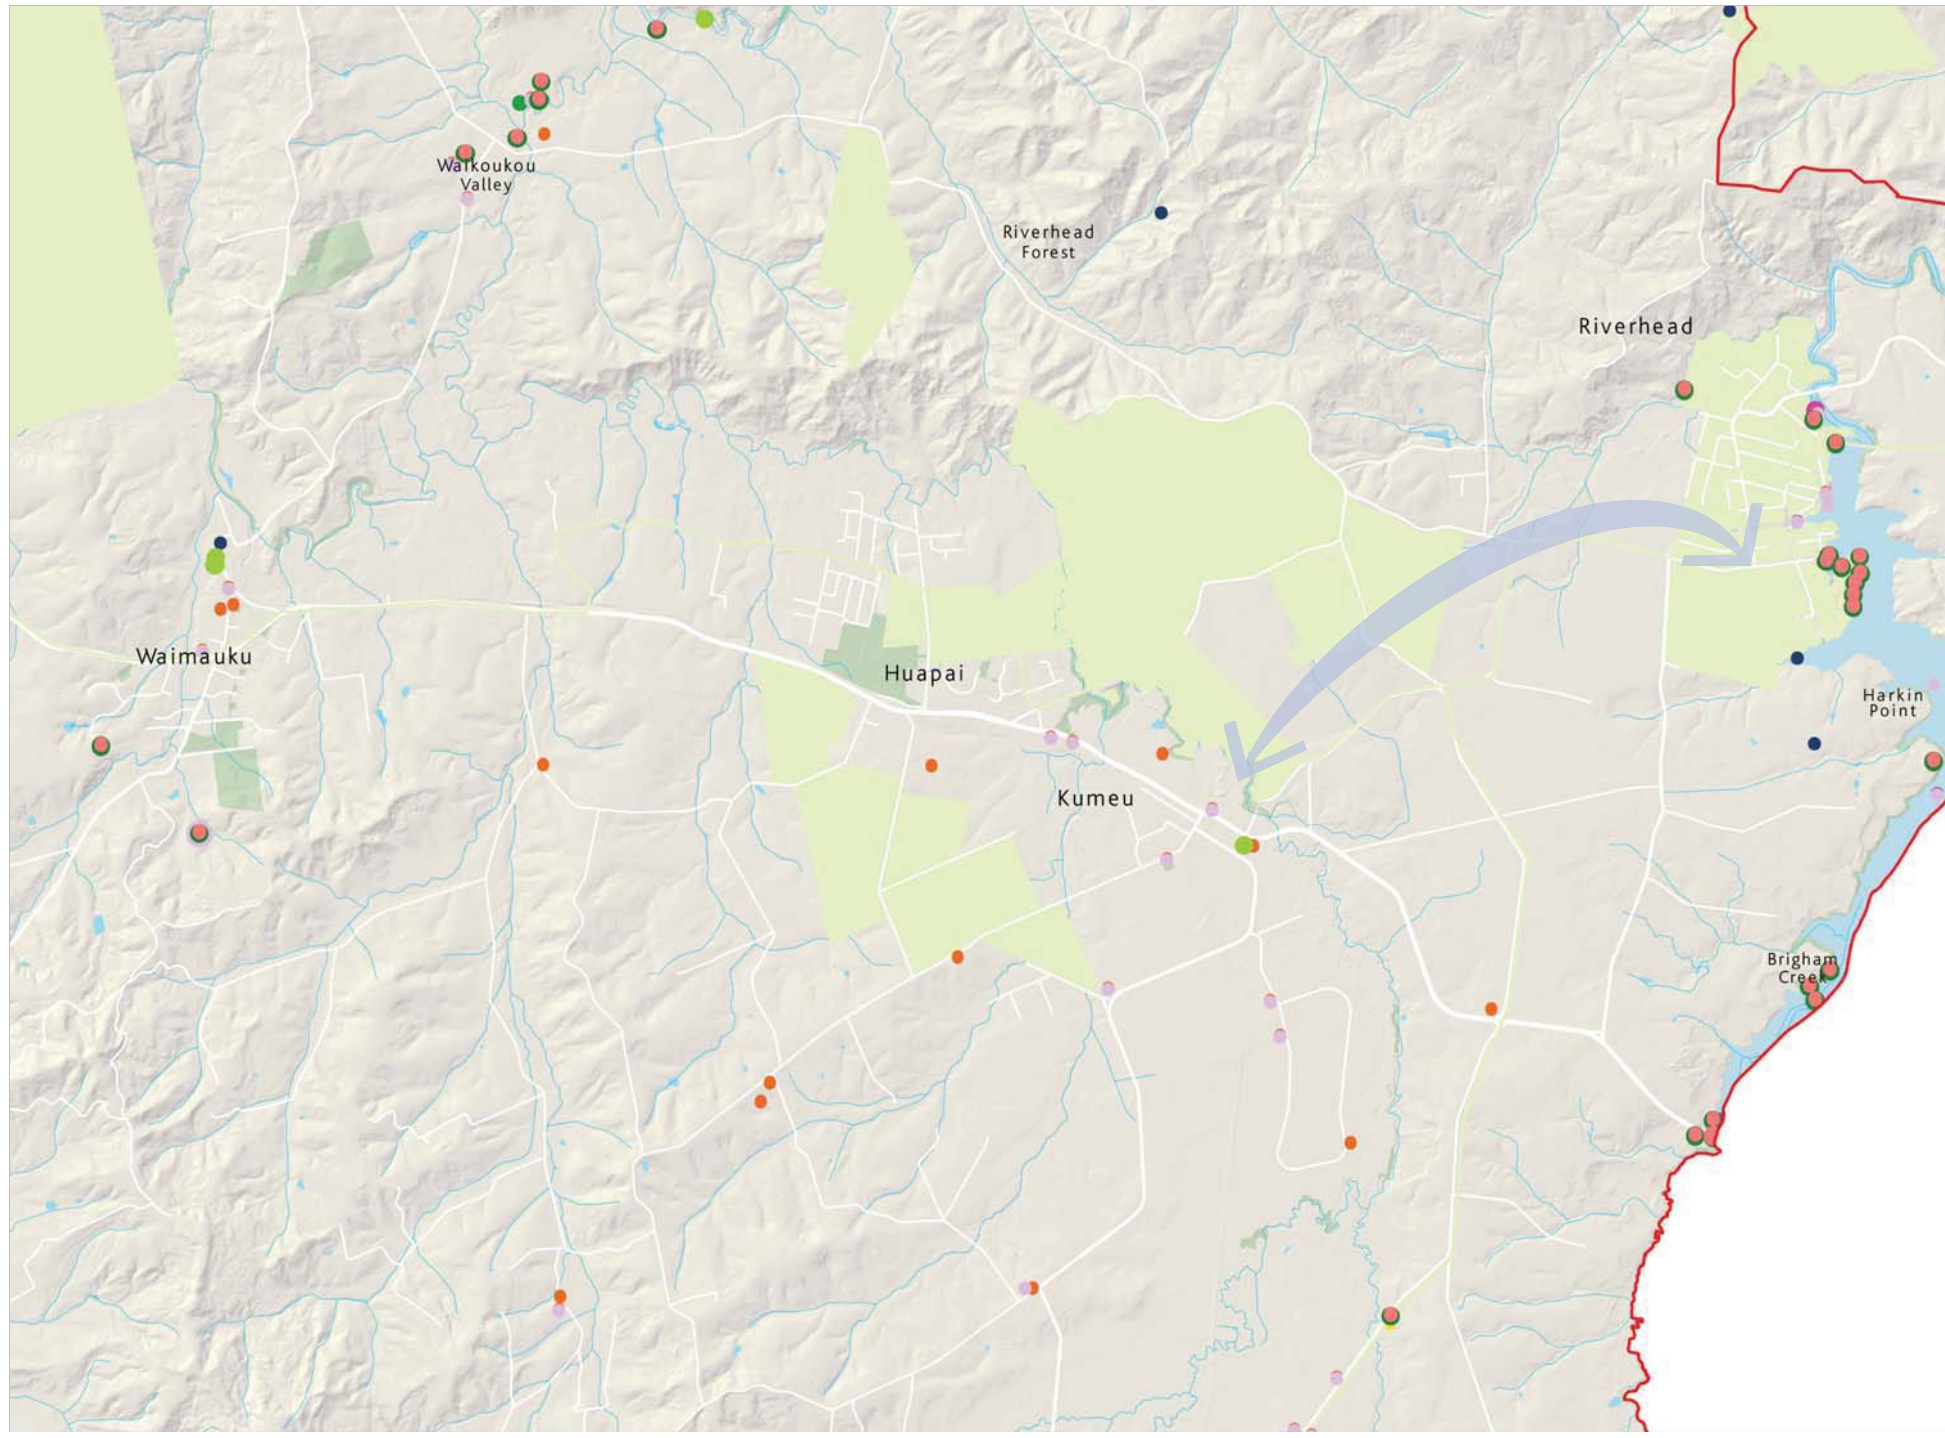 Waikoukou
Valley
Riverhead
Forest
Riverhead
Waimauku
Huapai
Harkin
Point
Kumeu
Brigham
Creek